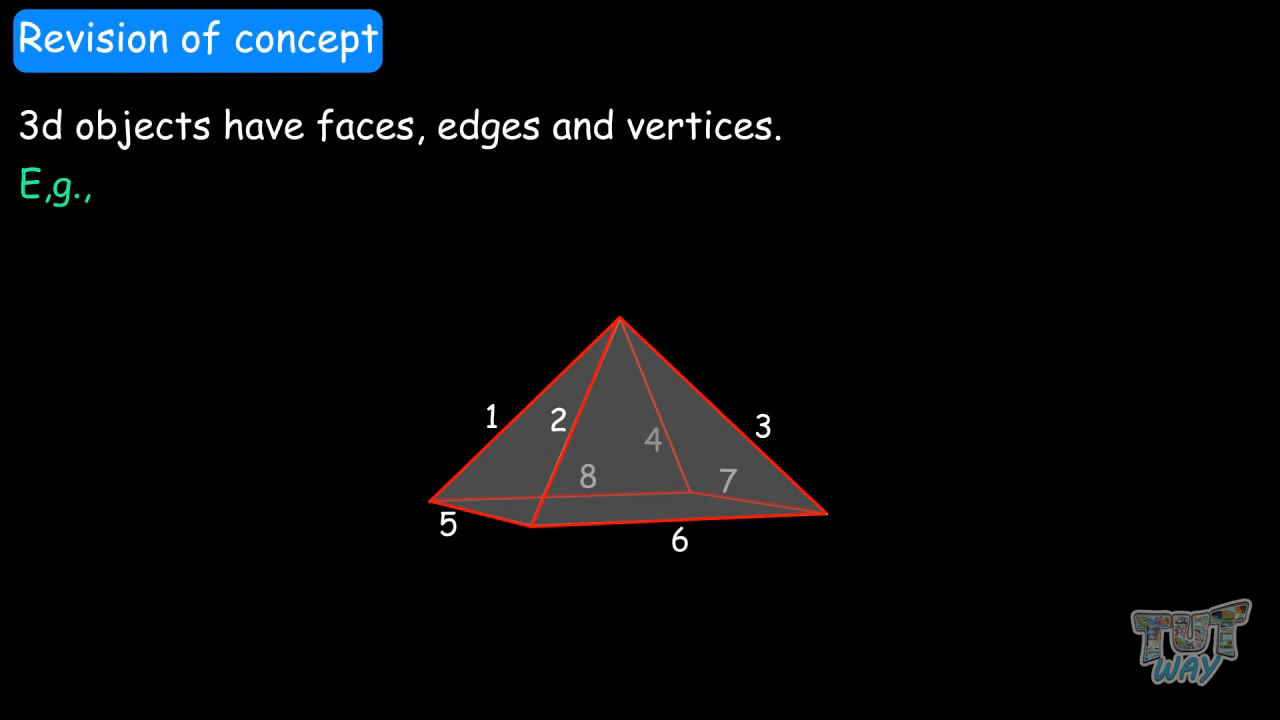 Revision of concept
3d objects have faces, edges and vertices.
E,g.,
1
2
3
4
8
7
5
6
TUT
WAY